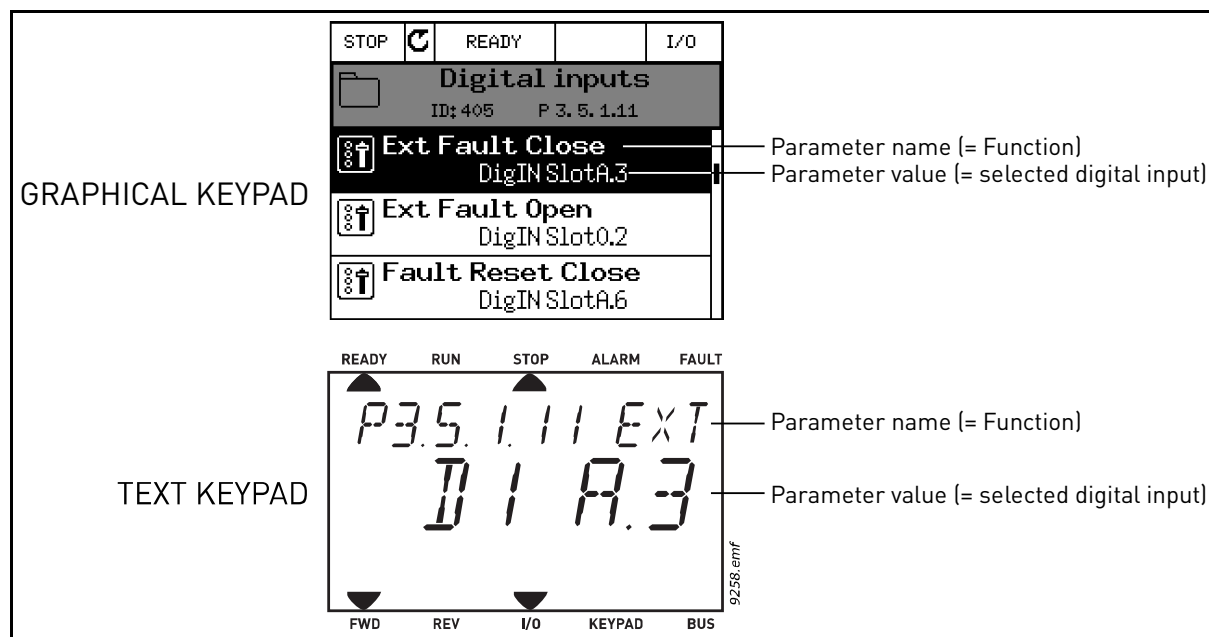 STOP READY I/O
Digital inputs
ID:405 P 3.5.1.11
Ext Fault Close
DigIN SlotA.3
Parameter name (= Function)
Parameter value (= selected digital input)
GRAPHICAL KEYPAD
Ext Fault Open
DigIN Slot0.2
Fault Reset Close
DigIN SlotA.6
READY RUN STOP ALARM FAULT
P3.5.1.11 EXT
Parameter name (= Function)
TEXT KEYPAD
DI A.3
Parameter value (= selected digital input)
9258.emf
FWD REV I/O KEYPAD BUS